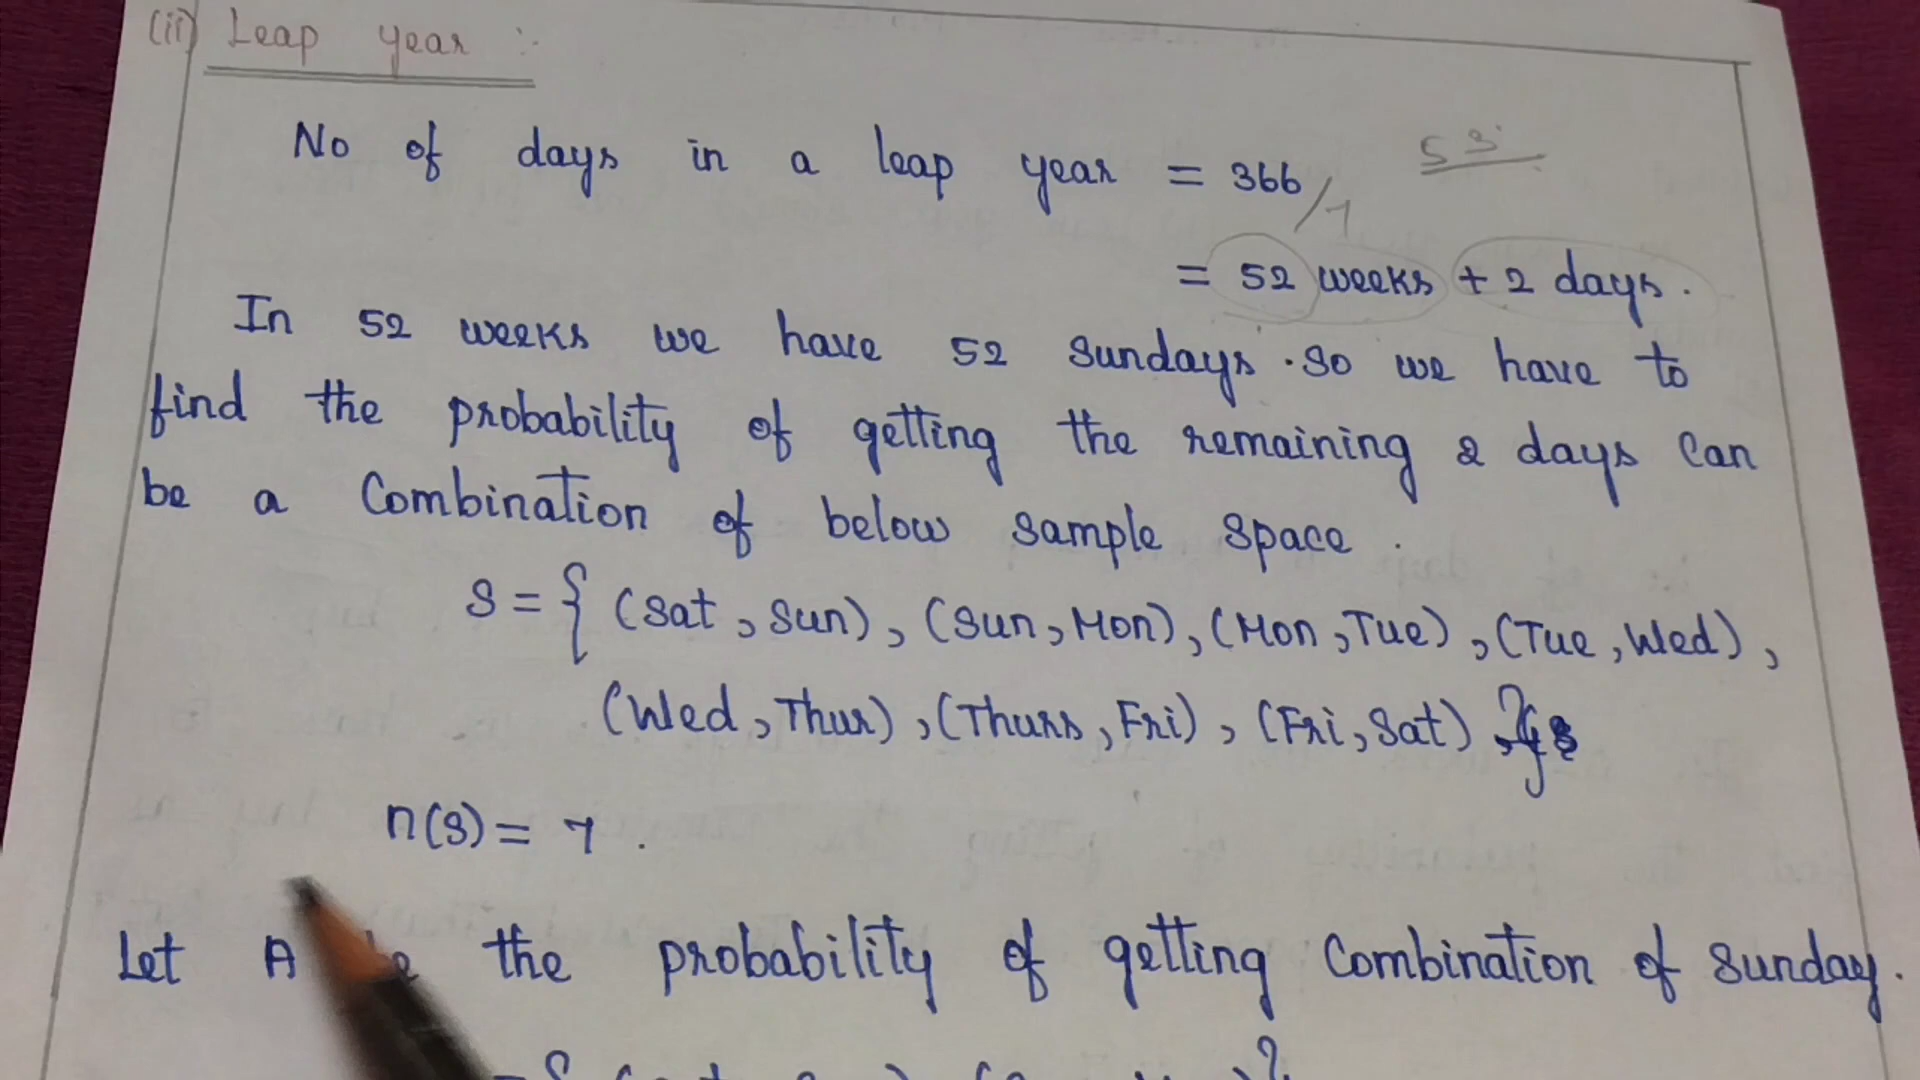 (ii) Leap year :-
No of days in a leap year = 366/7 53
= 52 weeks + 2 days.
In 52 weeks we have 52 sundays. So we have to
find the probability of getting the remaining 2 days can
be a Combination of below sample space.
S = { (Sat, Sun), (Sun, Mon), (Mon, Tue), (Tue, Wed),
(Wed, Thur), (Thurs, Fri), (Fri, Sat) }
n(S) = 7.
Let A be the probability of getting Combination of Sunday.